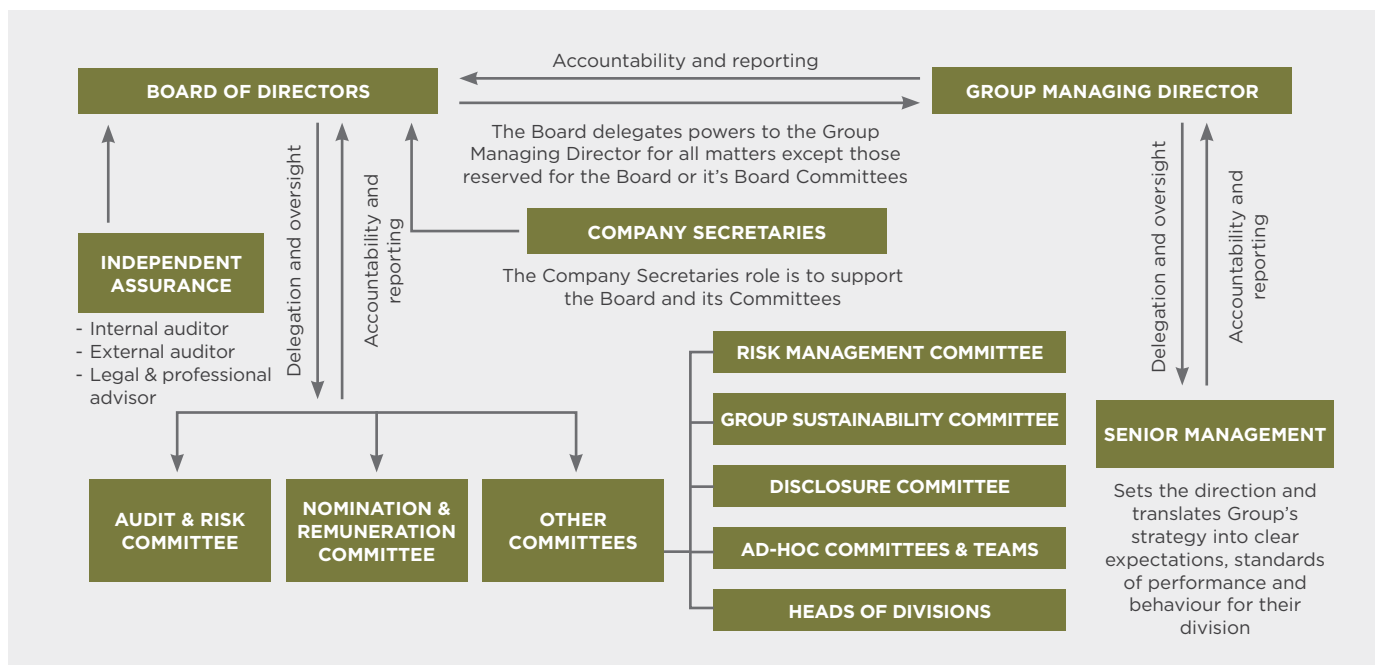 Accountability and reporting
BOARD OF DIRECTORS
GROUP MANAGING DIRECTOR
The Board delegates powers to the Group
Managing Director for all matters except those
reserved for the Board or it's Board Committees
Delegation and oversight
Accountability and
reporting
COMPANY SECRETARIES
The Company Secretaries role is to support
the Board and its Committees
INDEPENDENT
ASSURANCE
- Internal auditor
- External auditor
- Legal & professional
advisor
Delegation and oversight
Accountability and
reporting
AUDIT & RISK
COMMITTEE
NOMINATION &
REMUNERATION
COMMITTEE
OTHER
COMMITTEES
RISK MANAGEMENT COMMITTEE
GROUP SUSTAINABILITY COMMITTEE
DISCLOSURE COMMITTEE
AD-HOC COMMITTEES & TEAMS
HEADS OF DIVISIONS
SENIOR MANAGEMENT
Sets the direction and
translates Group's
strategy into clear
expectations, standards
of performance and
behaviour for their
division